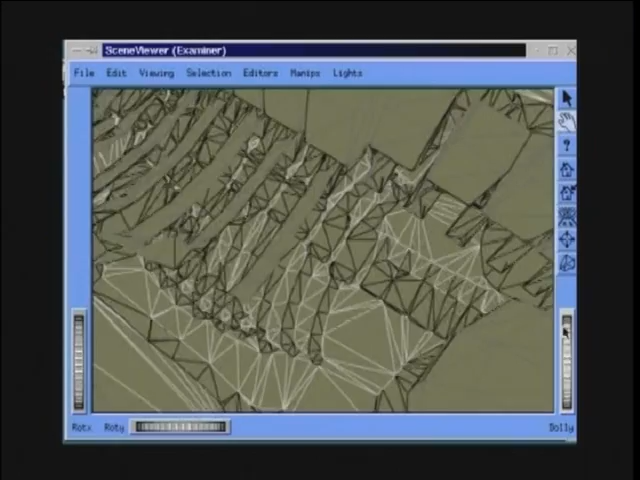 SceneViewer (Examiner)
File Edit Viewing Selection Editors Manips Lights
?
Rotx Roty Dolly